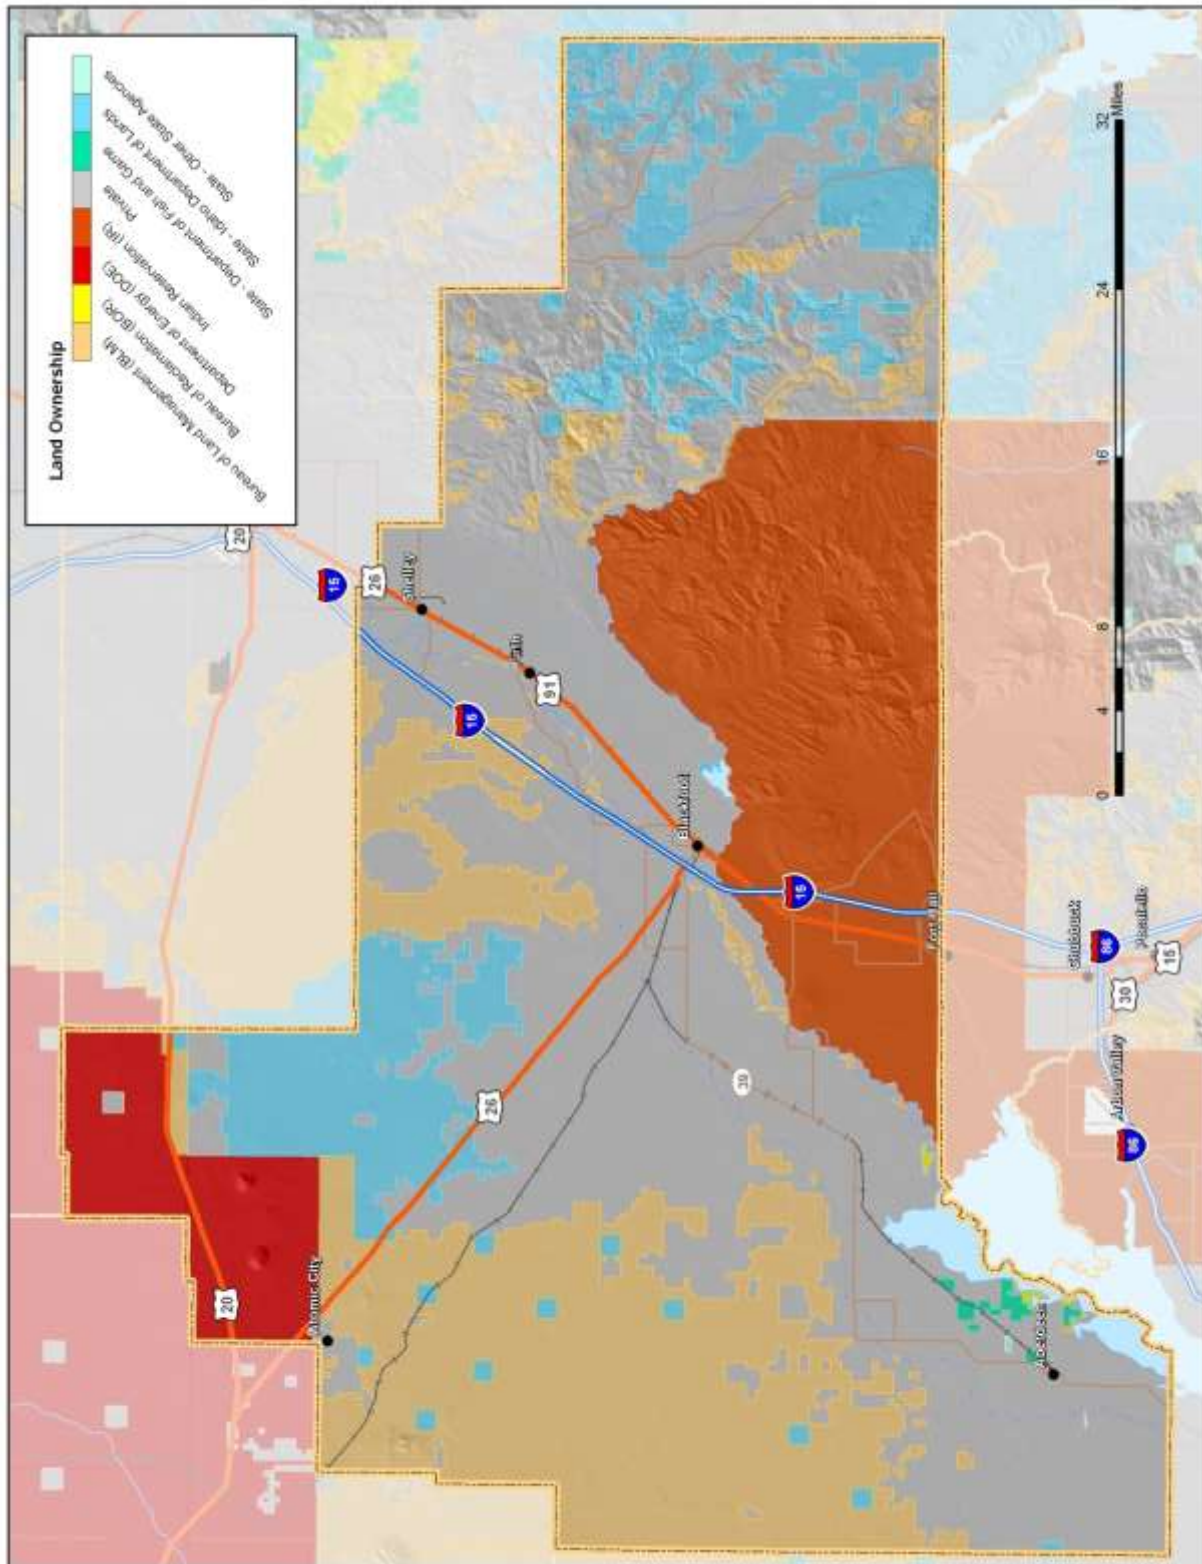 Land Ownership
Bureau of Land Management (BLM)
Bureau of Reclamation (BOR)
Department of Energy (DOE)
Indian Reservation (IR)
Private
State - Department of Fish and Game
State - Idaho Department of Lands
State - Other State Agencies
20
15
26
Shelley
Firth
91
15
Blackfoot
15
Fort Hall
Chubbuck
86
Pocatello
30
15
Arbon Valley
86
39
26
20
Atomic City
Aberdeen
0
4
8
16
24
32
Miles